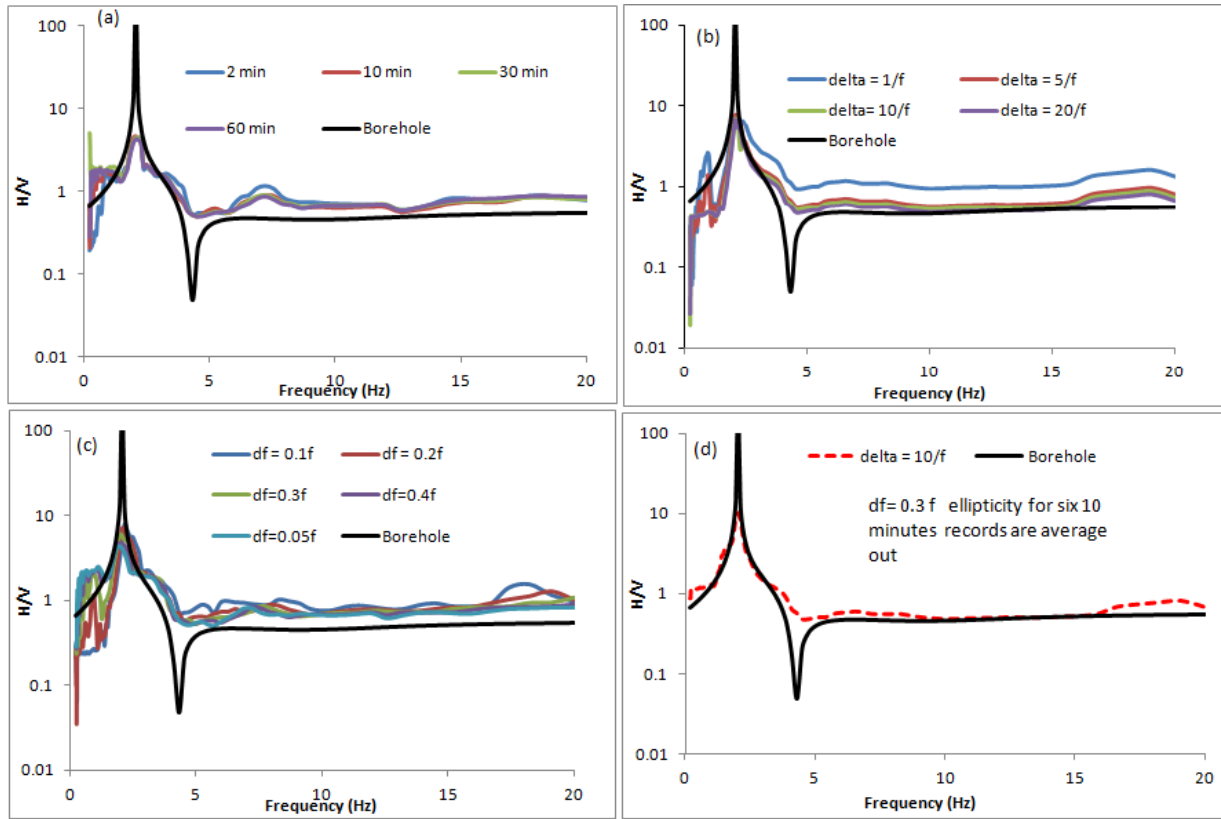 (a)
100
10
1
0.1
0.01
H/V
2 min
10 min
30 min
60 min
Borehole
0
5
10
15
20
Frequency (Hz)
(b)
100
10
1
0.1
0.01
H/V
delta = 1/f
delta = 5/f
delta= 10/f
delta = 20/f
Borehole
0
5
10
15
20
Frequency (Hz)
(c)
100
10
1
0.1
0.01
H/V
df = 0.1f
df = 0.2f
df=0.3f
df=0.4f
df=0.05f
Borehole
0
5
10
15
20
Frequency (Hz)
(d)
100
10
1
0.1
0.01
H/V
delta = 10/f
Borehole
df= 0.3 f ellipticity for six 10
minutes records are average
out
0
5
10
15
20
Frequency (Hz)